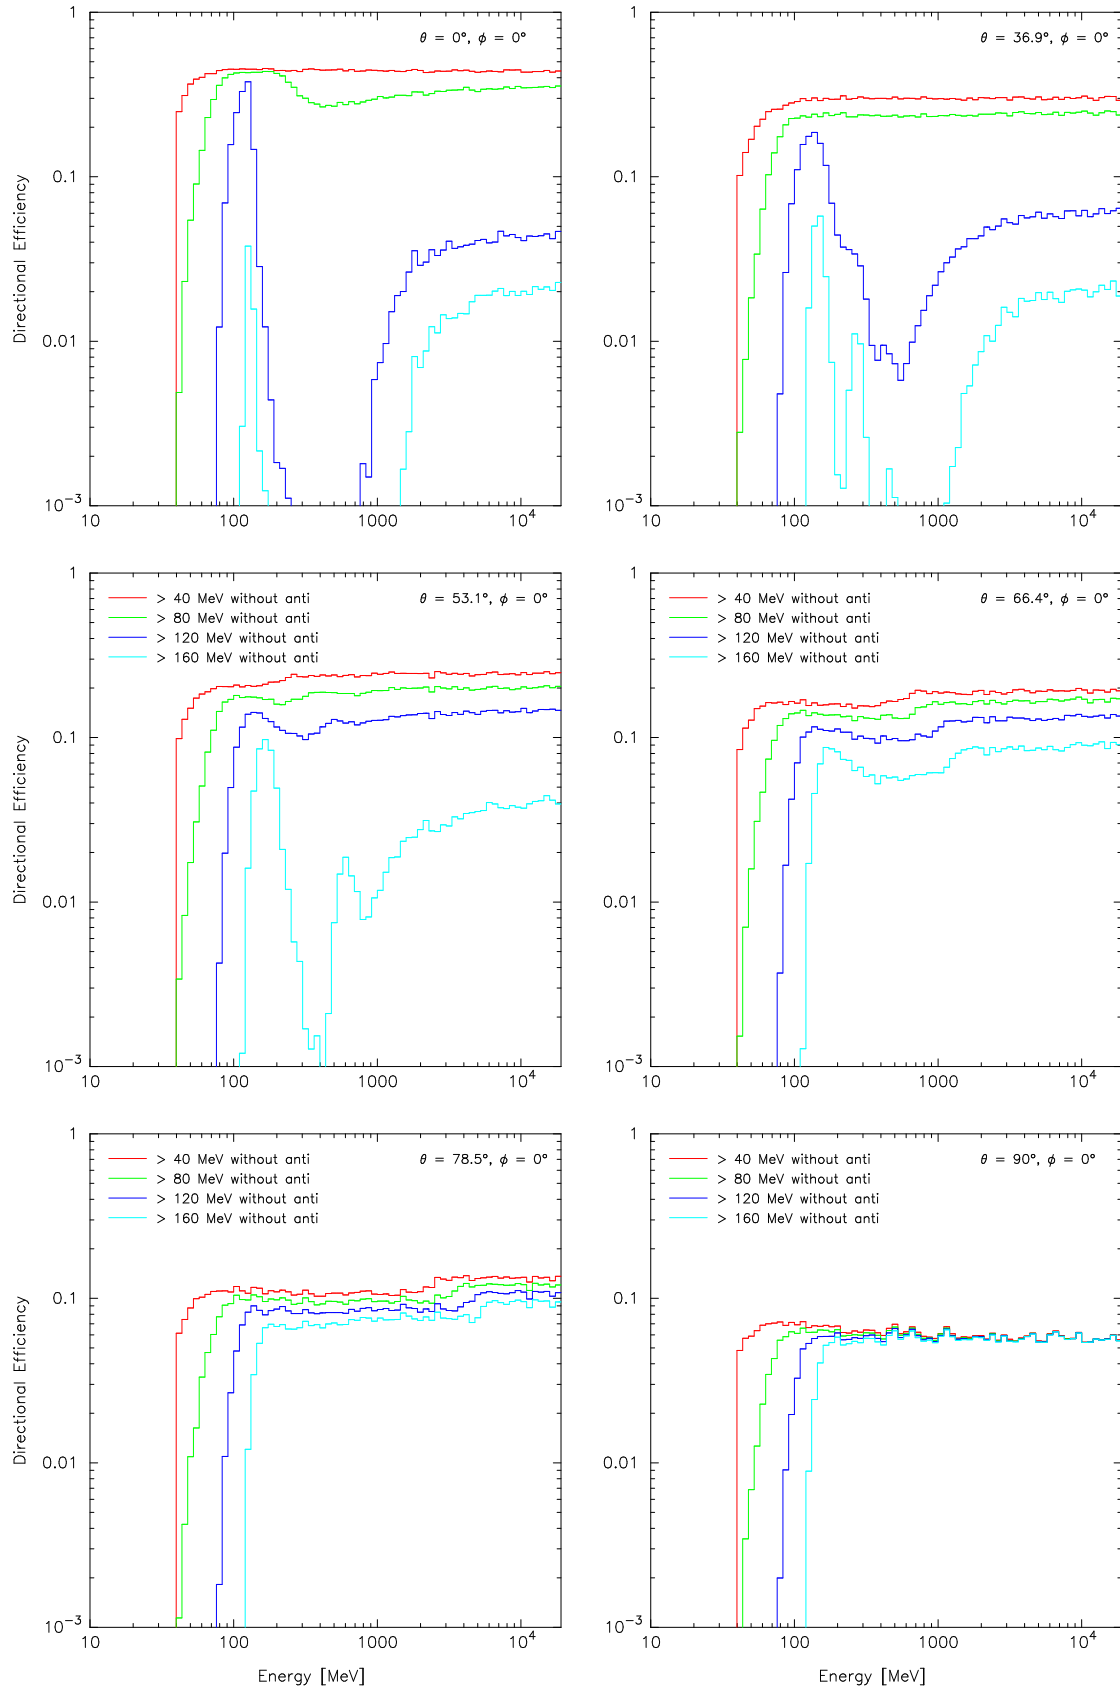 θ = 0°, ϕ = 0°
1
0.1
0.01
10⁻³
10
100
1000
10⁴
Directional Efficiency
θ = 36.9°, ϕ = 0°
1
0.1
0.01
10⁻³
10
100
1000
10⁴
θ = 53.1°, ϕ = 0°
> 40 MeV without anti
> 80 MeV without anti
> 120 MeV without anti
> 160 MeV without anti
1
0.1
0.01
10⁻³
10
100
1000
10⁴
Directional Efficiency
θ = 66.4°, ϕ = 0°
> 40 MeV without anti
> 80 MeV without anti
> 120 MeV without anti
> 160 MeV without anti
1
0.1
0.01
10⁻³
10
100
1000
10⁴
θ = 78.5°, ϕ = 0°
> 40 MeV without anti
> 80 MeV without anti
> 120 MeV without anti
> 160 MeV without anti
1
0.1
0.01
10⁻³
10
100
1000
10⁴
Directional Efficiency
Energy [MeV]
θ = 90°, ϕ = 0°
> 40 MeV without anti
> 80 MeV without anti
> 120 MeV without anti
> 160 MeV without anti
1
0.1
0.01
10⁻³
10
100
1000
10⁴
Energy [MeV]